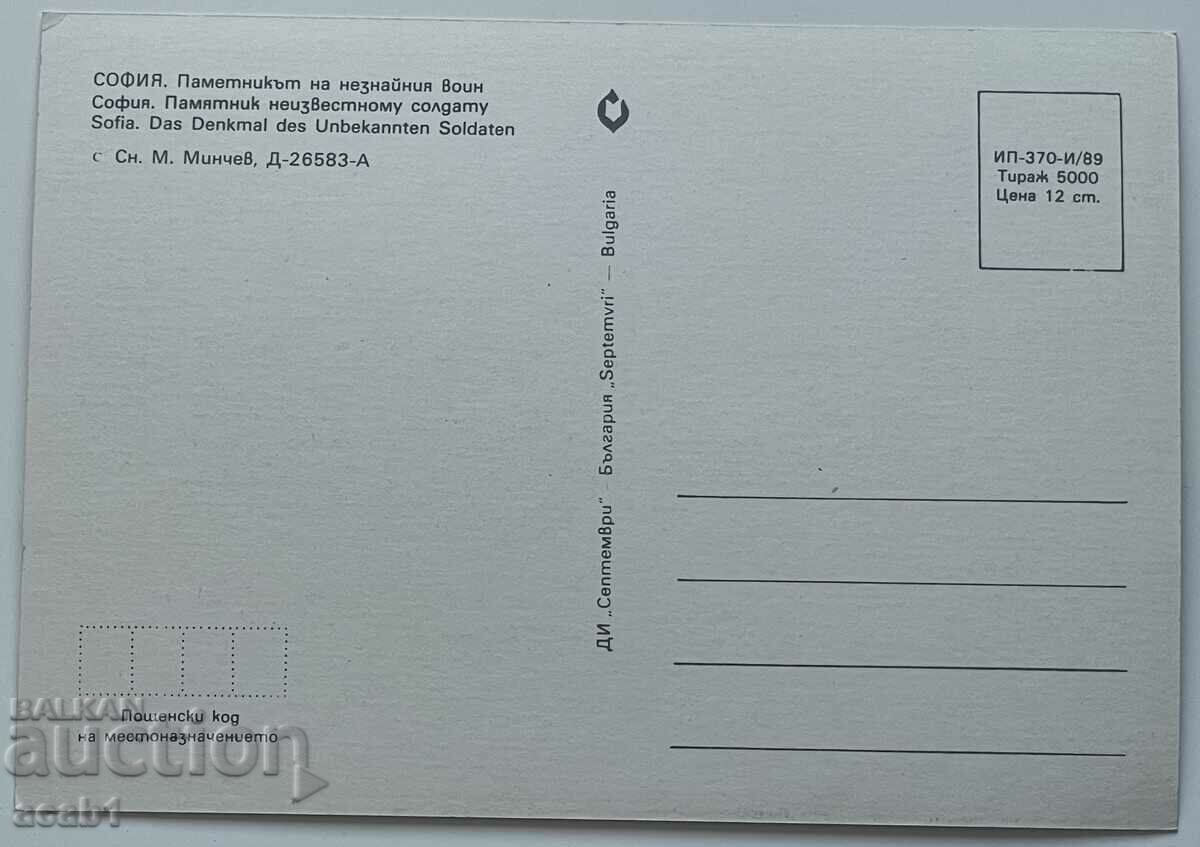 СОФИЯ. Паметникът на незнайния воин
София. Памятник неизвестному солдату
Sofia. Das Denkmal des Unbekannten Soldaten
с Сн. М. Минчев, Д-26583-А
ДИ „Септември" - България „Septemvri" — Bulgaria
ИП-370-И/89
Тираж 5000
Цена 12 ст.
Пощенски код
на местоназначението
BALKAN
auction
acab1